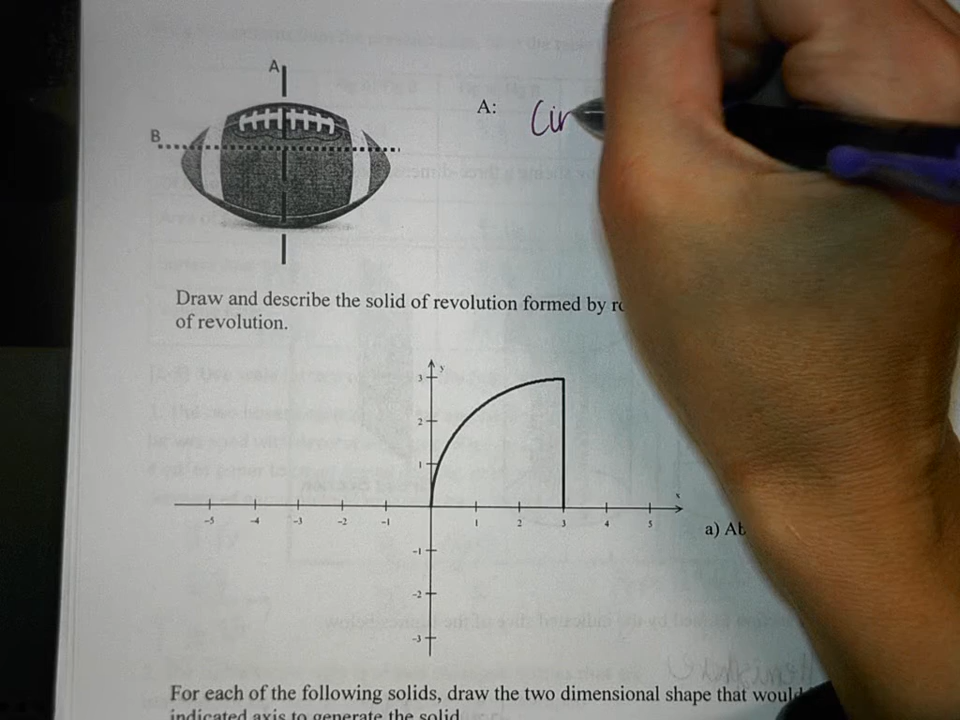 A
B
A: Cir
Draw and describe the solid of revolution formed by
of revolution.
y
3
2
1
x
-5 -4 -3 -2 -1 1 2 3 4 5
a)
-1
-2
-3
For each of the following solids, draw the two dimensional shape that would
indicated axis to generate the solid.